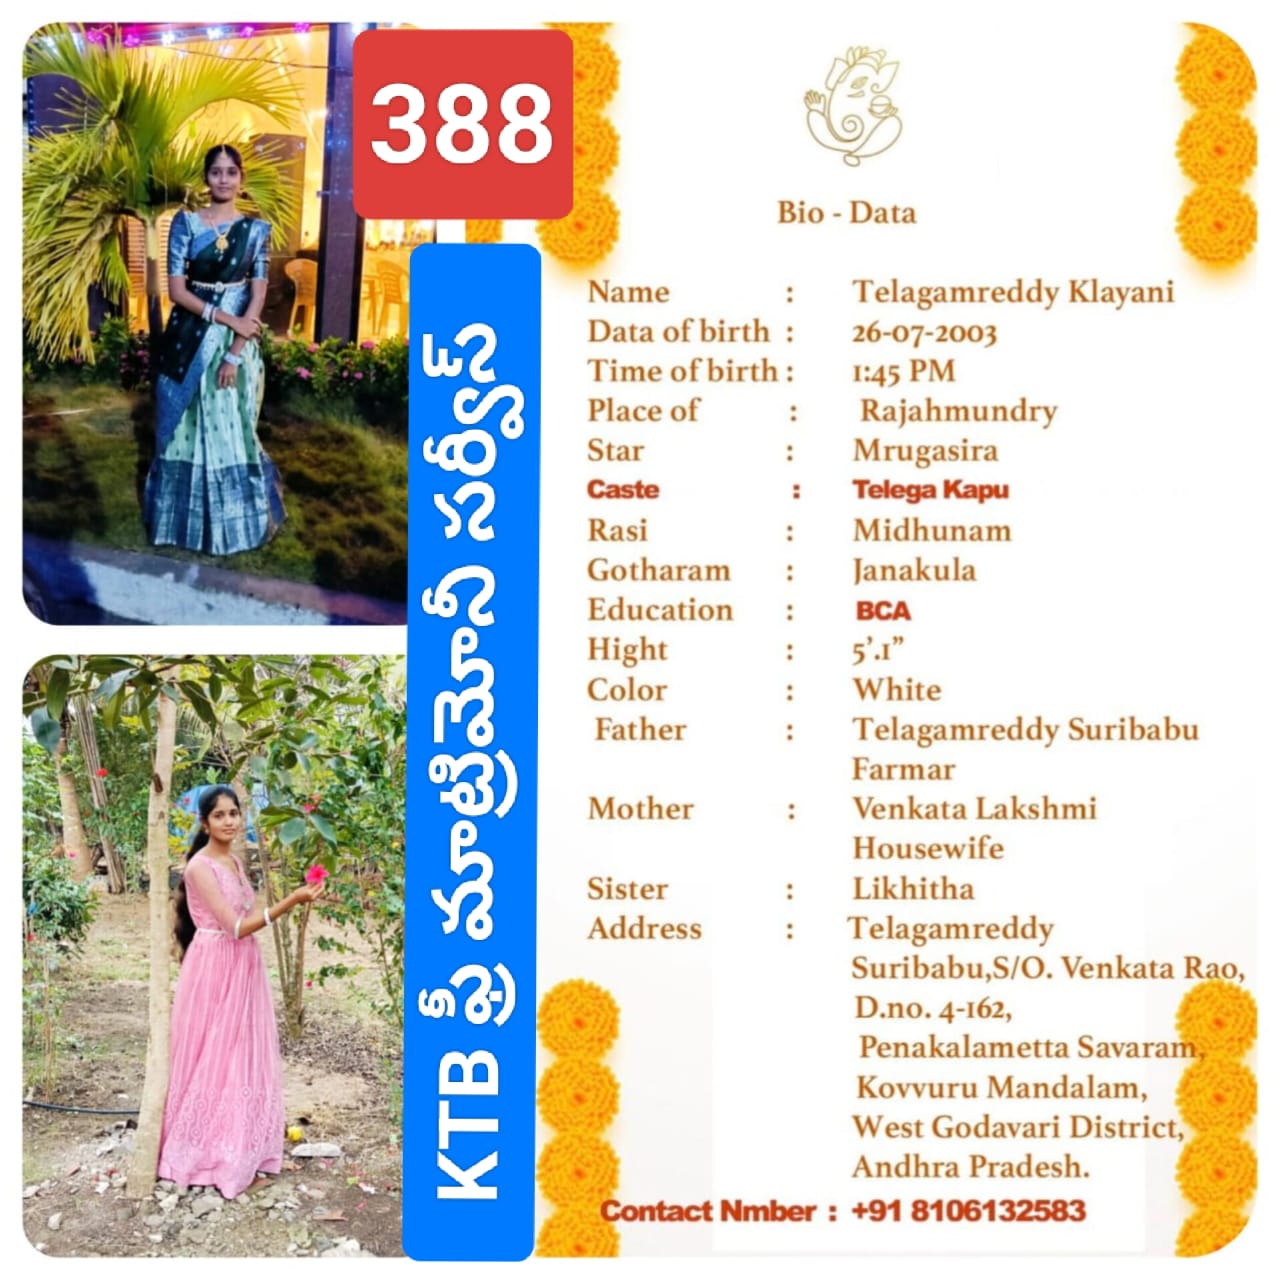 388
KTB ఫ్రీ మ్యాట్రిమోనీ సర్వీస్
Bio - Data
Name : Telagamreddy Klayani
Data of birth : 26-07-2003
Time of birth : 1:45 PM
Place of : Rajahmundry
Star : Mrugasira
Caste : Telega Kapu
Rasi : Midhunam
Gotharam : Janakula
Education : BCA
Hight : 5’.1”
Color : White
Father : Telagamreddy Suribabu
Farmar
Mother : Venkata Lakshmi
Housewife
Sister : Likhitha
Address : Telagamreddy
Suribabu,S/O. Venkata Rao,
D.no. 4-162,
Penakalametta Savaram,
Kovvuru Mandalam,
West Godavari District,
Andhra Pradesh.
Contact Nmber : +91 8106132583